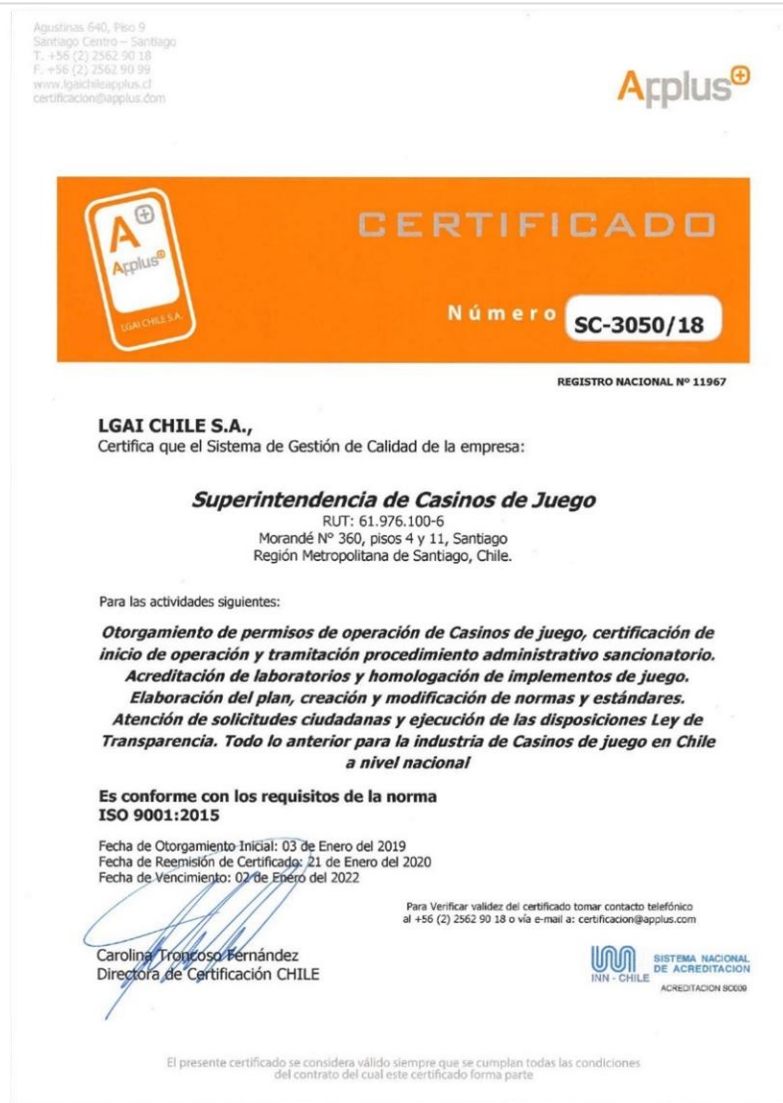 Agustinas 640, Piso 9
Santiago Centro – Santiago
T. +56 (2) 2562 90 18
F. +56 (2) 2562 90 99
www.lgaichileapplus.cl
certificacion@applus.com
Applus+
A+
Applus+
LGAI CHILE S.A.
CERTIFICADO
Número SC-3050/18
REGISTRO NACIONAL Nº 11967
LGAI CHILE S.A.,
Certifica que el Sistema de Gestión de Calidad de la empresa:
Superintendencia de Casinos de Juego
RUT: 61.976.100-6
Morandé Nº 360, pisos 4 y 11, Santiago
Región Metropolitana de Santiago, Chile.
Para las actividades siguientes:
Otorgamiento de permisos de operación de Casinos de juego, certificación de
inicio de operación y tramitación procedimiento administrativo sancionatorio.
Acreditación de laboratorios y homologación de implementos de juego.
Elaboración del plan, creación y modificación de normas y estándares.
Atención de solicitudes ciudadanas y ejecución de las disposiciones Ley de
Transparencia. Todo lo anterior para la industria de Casinos de juego en Chile
a nivel nacional
Es conforme con los requisitos de la norma
ISO 9001:2015
Fecha de Otorgamiento Inicial: 03 de Enero del 2019
Fecha de Reemisión de Certificado: 21 de Enero del 2020
Fecha de Vencimiento: 02 de Enero del 2022
Para Verificar validez del certificado tomar contacto telefónico
al +56 (2) 2562 90 18 o vía e-mail a: certificacion@applus.com
Carolina Troncoso Fernández
Directora de Certificación CHILE
INN - CHILE
SISTEMA NACIONAL
DE ACREDITACION
ACREDITACION SC009
El presente certificado se considera válido siempre que se cumplan todas las condiciones
del contrato del cual este certificado forma parte